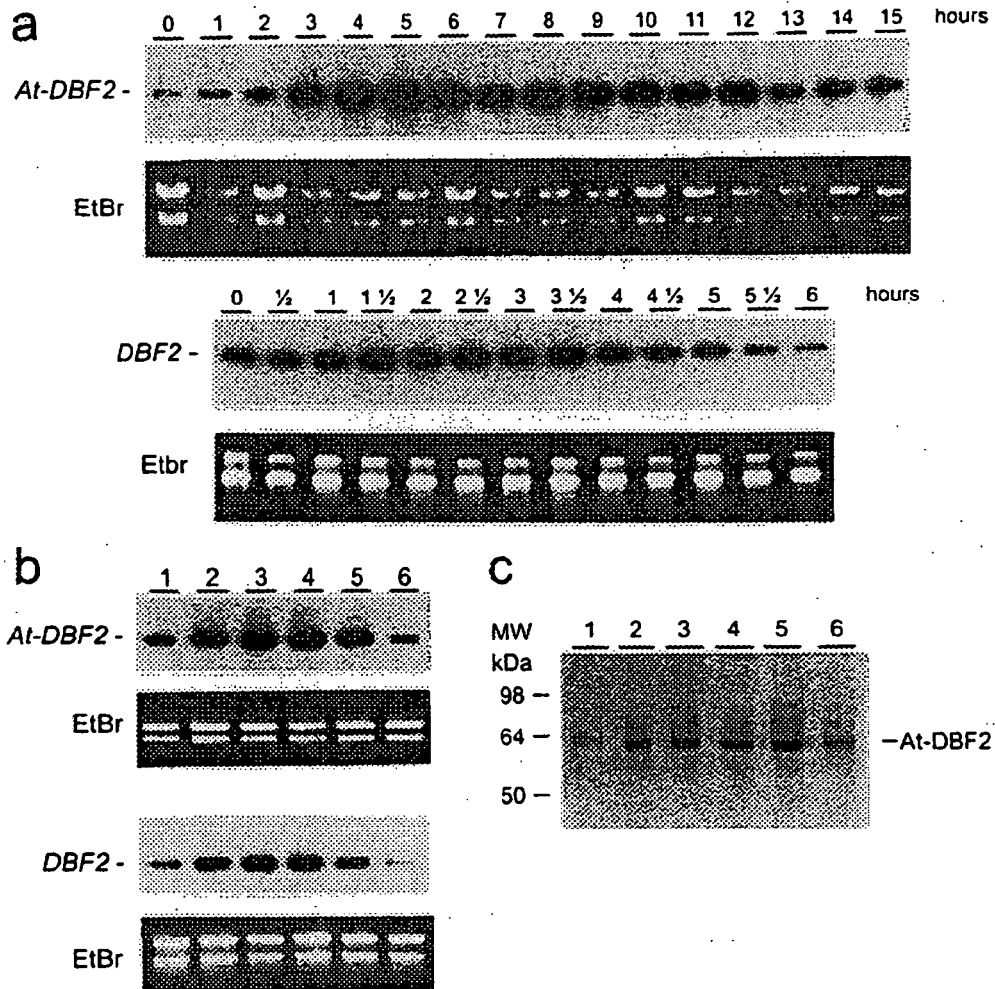 a
0 1 2 3 4 5 6 7 8 9 10 11 12 13 14 15 hours
At-DBF2 -
EtBr
0 ½ 1 1 ½ 2 2 ½ 3 3 ½ 4 4 ½ 5 5 ½ 6 hours
DBF2 -
Etbr
b
1 2 3 4 5 6
At-DBF2 -
EtBr
DBF2 -
EtBr
c
MW
kDa
1 2 3 4 5 6
98 –
64 –
50 –
–At-DBF2